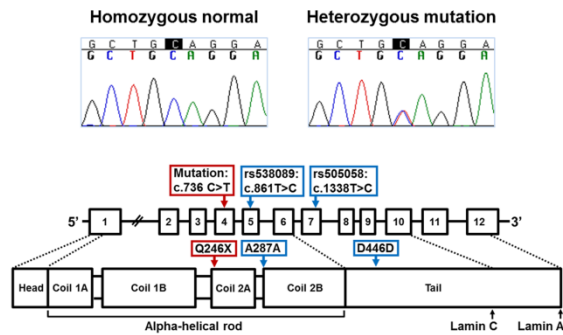 Homozygous normal
Heterozygous mutation
G C T G C A G G A
G C T G C A G G A
G C T G C A G G A
G C T G C A G G A
Mutation:
c.736 C>T
rs538089:
c.861T>C
rs505058:
c.1338T>C
5’ 1 2 3 4 5 6 7 8 9 10 11 12 3’
Q246X
A287A
D446D
Head Coil 1A Coil 1B Coil 2A Coil 2B Tail
Alpha-helical rod
Lamin C
Lamin A